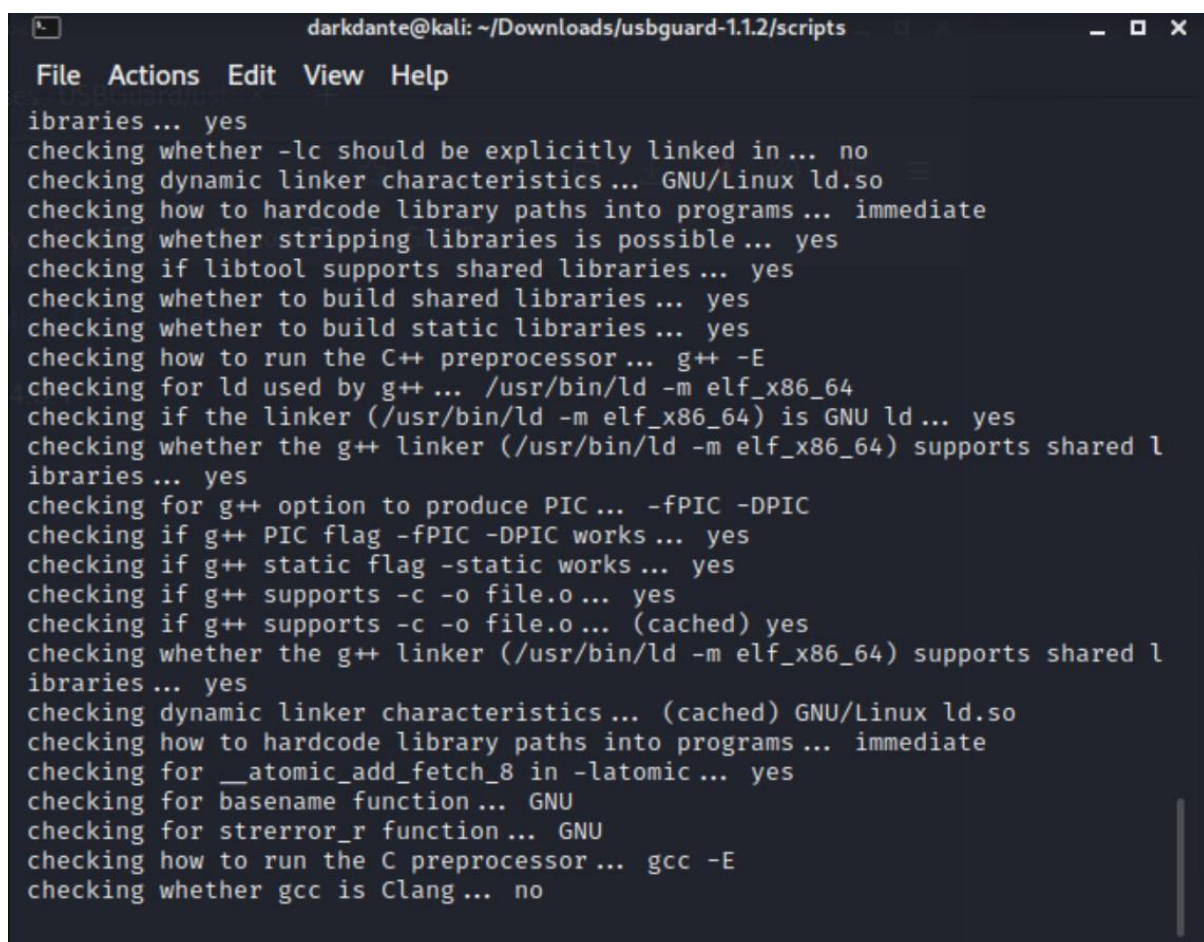 darkdante@kali: ~/Downloads/usbguard-1.1.2/scripts
File Actions Edit View Help
ibraries ... yes
checking whether -lc should be explicitly linked in ... no
checking dynamic linker characteristics ... GNU/Linux ld.so
checking how to hardcode library paths into programs ... immediate
checking whether stripping libraries is possible ... yes
checking if libtool supports shared libraries ... yes
checking whether to build shared libraries ... yes
checking whether to build static libraries ... yes
checking how to run the C++ preprocessor ... g++ -E
checking for ld used by g++ ... /usr/bin/ld -m elf_x86_64
checking if the linker (/usr/bin/ld -m elf_x86_64) is GNU ld ... yes
checking whether the g++ linker (/usr/bin/ld -m elf_x86_64) supports shared l
ibraries ... yes
checking for g++ option to produce PIC ... -fPIC -DPIC
checking if g++ PIC flag -fPIC -DPIC works ... yes
checking if g++ static flag -static works ... yes
checking if g++ supports -c -o file.o ... yes
checking if g++ supports -c -o file.o ... (cached) yes
checking whether the g++ linker (/usr/bin/ld -m elf_x86_64) supports shared l
ibraries ... yes
checking dynamic linker characteristics ... (cached) GNU/Linux ld.so
checking how to hardcode library paths into programs ... immediate
checking for __atomic_add_fetch_8 in -latomic ... yes
checking for basename function ... GNU
checking for strerror_r function ... GNU
checking how to run the C preprocessor ... gcc -E
checking whether gcc is Clang ... no